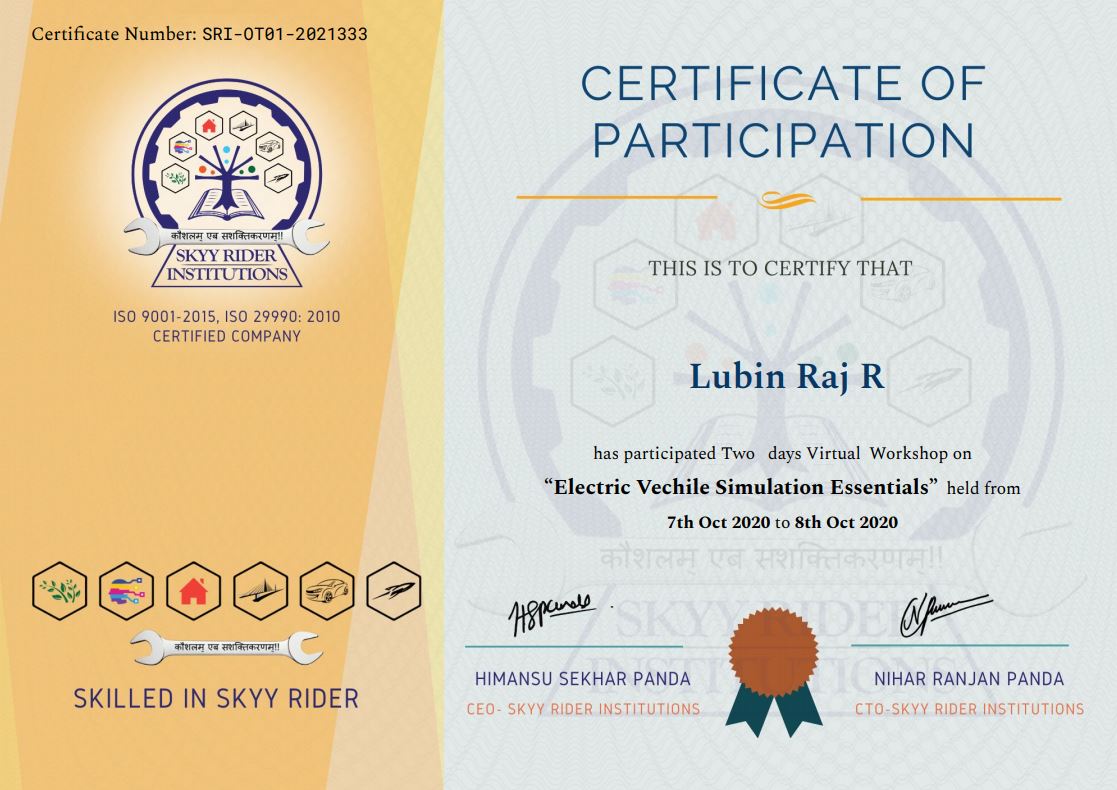 Certificate Number: SRI-OT01-2021333
कौशलम् एब सशक्तिकरणम्!!
SKYY RIDER
INSTITUTIONS
ISO 9001-2015, ISO 29990: 2010
CERTIFIED COMPANY
कौशलम् एब सशक्तिकरणम्!!
SKILLED IN SKYY RIDER
CERTIFICATE OF
PARTICIPATION
THIS IS TO CERTIFY THAT
Lubin Raj R
has participated Two days Virtual Workshop on
“Electric Vechile Simulation Essentials” held from
7th Oct 2020 to 8th Oct 2020
कौशलम् एब सशक्तिकरणम्!!
SKYY RIDER
INSTITUTIONS
HIMANSU SEKHAR PANDA
CEO- SKYY RIDER INSTITUTIONS
NIHAR RANJAN PANDA
CTO-SKYY RIDER INSTITUTIONS